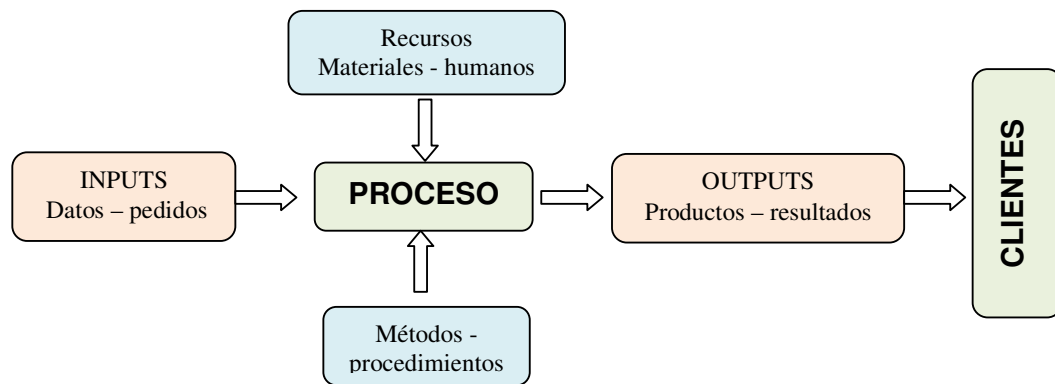 Recursos
Materiales - humanos
INPUTS
Datos – pedidos
PROCESO
OUTPUTS
Productos – resultados
CLIENTES
Métodos -
procedimientos